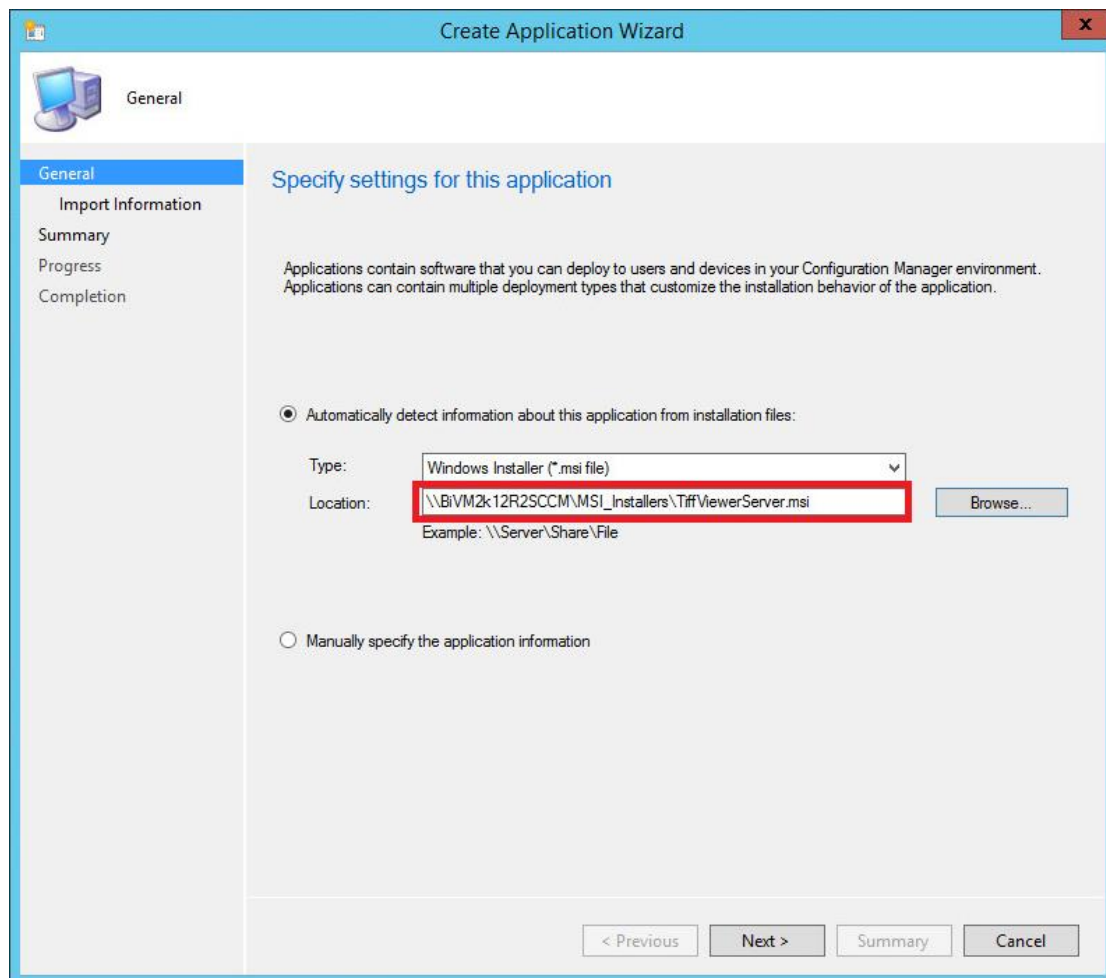 Create Application Wizard
x
General
General
Import Information
Summary
Progress
Completion
Specify settings for this application
Applications contain software that you can deploy to users and devices in your Configuration Manager environment.
Applications can contain multiple deployment types that customize the installation behavior of the application.
Automatically detect information about this application from installation files:
Type: Windows Installer (*.msi file)
Location: \\BiVM2k12R2SCCM\MSI_Installers\TiffViewerServer.msi Browse...
Example: \\Server\Share\File
Manually specify the application information
< Previous Next > Summary Cancel